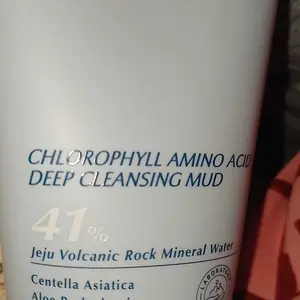 CHLOROPHYLL AMINO ACID
DEEP CLEANSING MUD
41%
Jeju Volcanic Rock Mineral Water
Centella Asiatica
Aloe